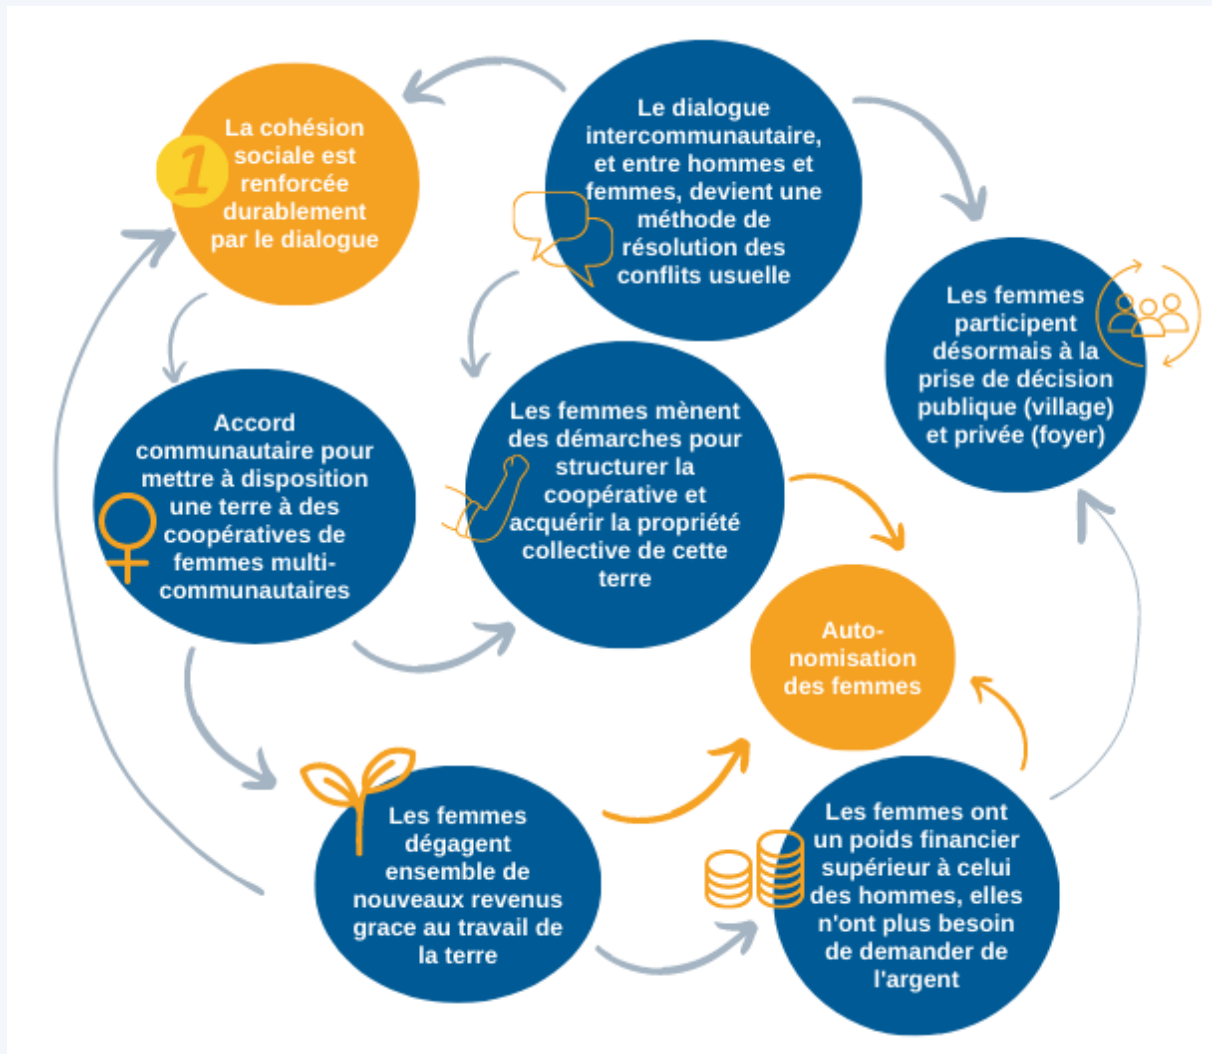 1
La cohésion
sociale est
renforcée
durablement
par le dialogue
Le dialogue
intercommunautaire,
et entre hommes et
femmes, devient une
méthode de
résolution des
conflits usuelle
Les femmes
participent
désormais à la
prise de décision
publique (village)
et privée (foyer)
Accord
communautaire pour
mettre à disposition
une terre à des
coopératives de
femmes multi-
communautaires
Les femmes mènent
des démarches pour
structurer la
coopérative et
acquérir la propriété
collective de cette
terre
Auto-
nomisation
des femmes
Les femmes
dégagent
ensemble de
nouveaux revenus
grace au travail de
la terre
Les femmes ont
un poids financier
supérieur à celui
des hommes, elles
n'ont plus besoin
de demander de
l'argent